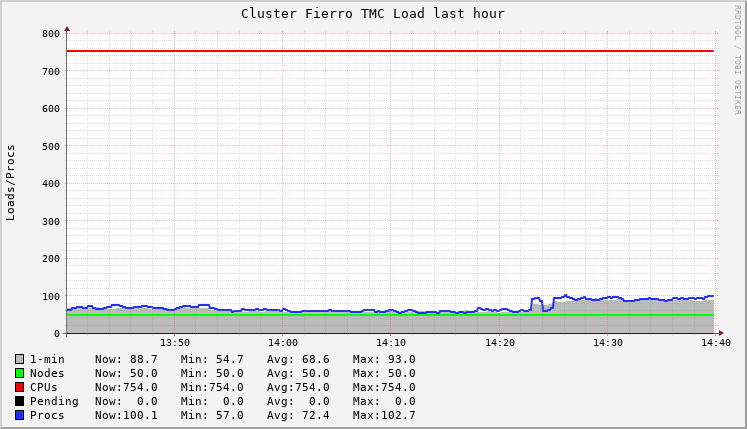 Cluster Fierro TMC Load last hour
RRDTOOL / TOBI OETIKER
Loads/Procs
800
700
600
500
400
300
200
100
0
13:50 14:00 14:10 14:20 14:30 14:40
1-min Now: 88.7 Min: 54.7 Avg: 68.6 Max: 93.0
Nodes Now: 50.0 Min: 50.0 Avg: 50.0 Max: 50.0
CPUs Now:754.0 Min:754.0 Avg:754.0 Max:754.0
Pending Now: 0.0 Min: 0.0 Avg: 0.0 Max: 0.0
Procs Now:100.1 Min: 57.0 Avg: 72.4 Max:102.7